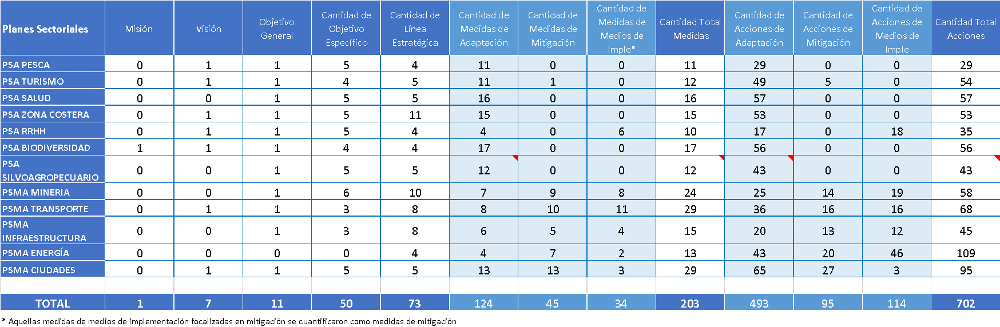 Planes Sectoriales Misión Visión Objetivo General Cantidad de Objetivo Específico Cantidad de Línea Estratégica Cantidad de Medidas de Adaptación Cantidad de Medidas de Mitigación Cantidad de Medidas de Medios de Imple* Cantidad Total Medidas Cantidad de Acciones de Adaptación Cantidad de Acciones de Mitigación Cantidad de Acciones de Medios de Imple Cantidad Total Acciones
PSA PESCA 0 1 1 5 4 11 0 0 11 29 0 0 29
PSA TURISMO 0 1 1 4 5 11 1 0 12 49 5 0 54
PSA SALUD 0 0 1 5 5 16 0 0 16 57 0 0 57
PSA ZONA COSTERA 0 1 1 5 11 15 0 0 15 53 0 0 53
PSA RRHH 0 1 1 5 4 4 0 6 10 17 0 18 35
PSA BIODIVERSIDAD 1 1 1 4 4 17 0 0 17 56 0 0 56
PSA SILVOAGROPECUARIO 0 0 1 5 5 12 0 0 12 43 0 0 43
PSMA MINERIA 0 0 1 6 10 7 9 8 24 25 14 19 58
PSMA TRANSPORTE 0 1 1 3 8 8 10 11 29 36 16 16 68
PSMA INFRAESTRUCTURA 0 0 1 3 8 6 5 4 15 20 13 12 45
PSMA ENERGÍA 0 0 0 0 4 4 7 2 13 43 20 46 109
PSMA CIUDADES 0 1 1 5 5 13 13 3 29 65 27 3 95
TOTAL 1 7 11 50 73 124 45 34 203 493 95 114 702
* Aquellas medidas de medios de implementación focalizadas en mitigación se cuantificaron como medidas de mitigación